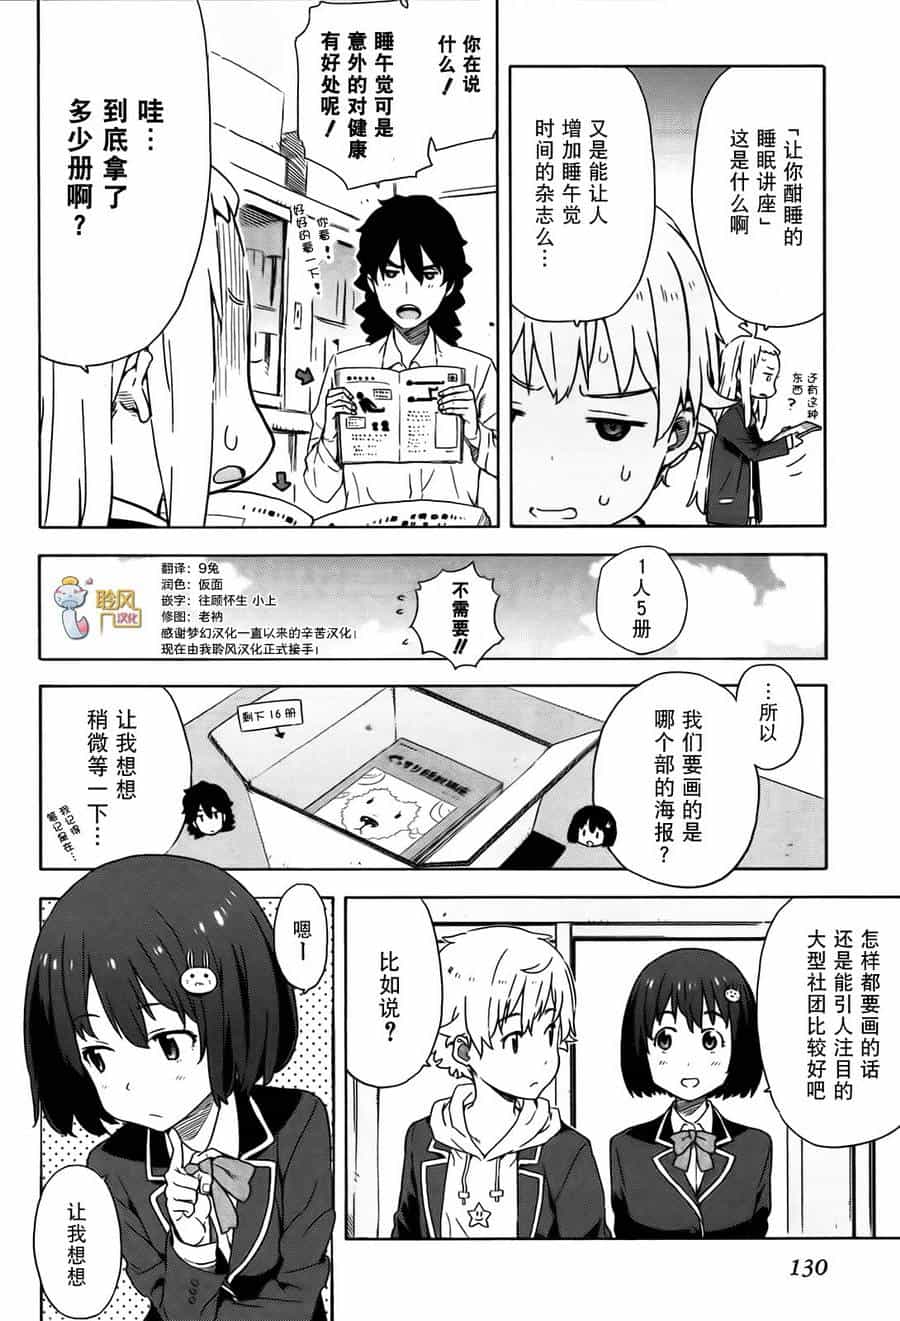 「让你酣睡的
睡眠讲座」
这是什么啊
还有这种
东西？
又是能让人
增加睡午觉
时间的杂志么…
你在说
什么！
睡午觉可是
意外的对健康
有好处呢！
你看！
好好的看一下！
哇…
到底拿了
多少册啊？
1
人
5
册
不
需要！！
翻译：9兔
润色：仮面
嵌字：往顾怀生 小上
修图：老衲
感谢梦幻汉化一直以来的辛苦汉化！
现在由我聆风汉化正式接手！
聆风
汉化
…所以
我们要画的是
哪个部的海报？
剩下16册
让我想想
稍微等一下…
我记得
笔记是在…
怎样都要画的话
还是能引人注目的
大型社团比较好吧
比如说？
嗯ー
让我想想
130